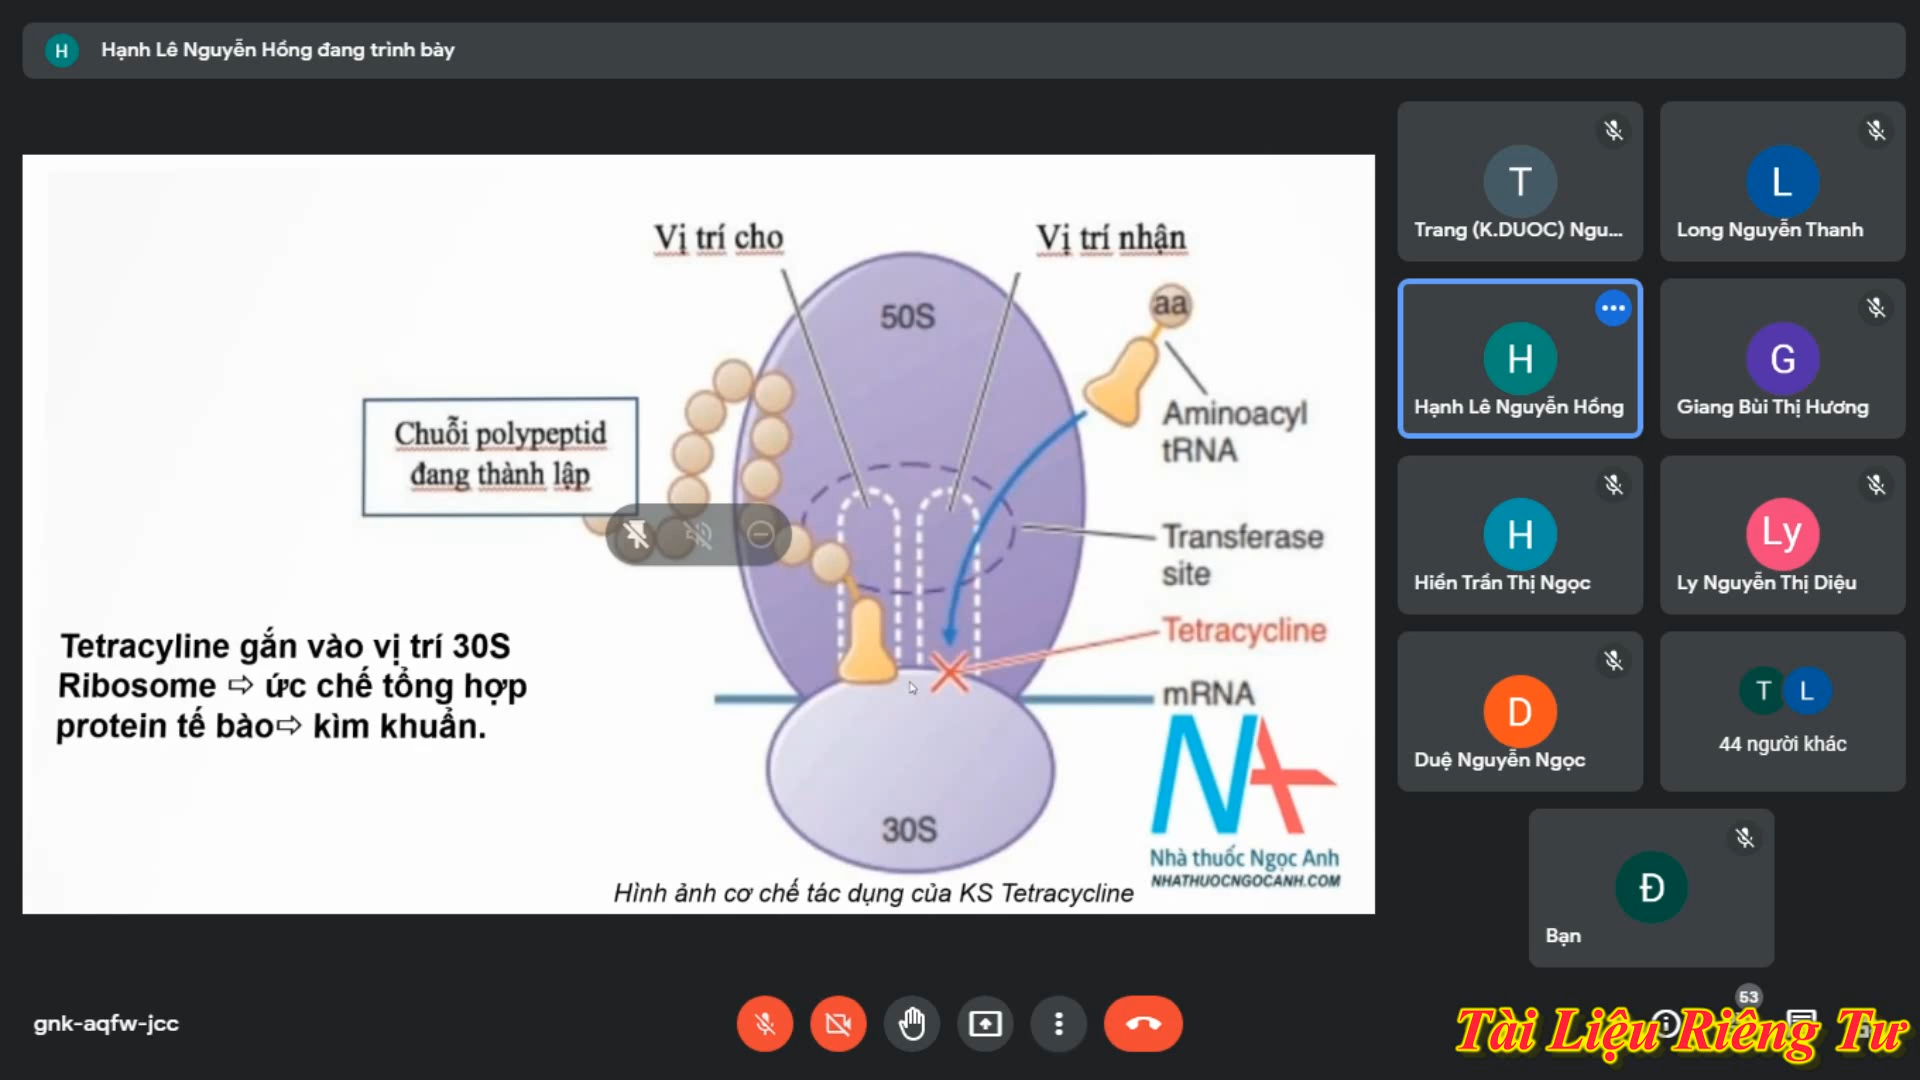 H Hạnh Lê Nguyễn Hồng đang trình bày
Vị trí cho
Vị trí nhận
50S
aa
Chuỗi polypeptid
đang thành lập
Aminoacyl
tRNA
Transferase
site
Tetracycline
mRNA
Tetracyline gắn vào vị trí 30S
Ribosome ⇨ ức chế tổng hợp
protein tế bào⇨ kìm khuẩn.
30S
NA
Nhà thuốc Ngọc Anh
NHATHUOCNGOCANH.COM
Hình ảnh cơ chế tác dụng của KS Tetracycline
T
Trang (K.DUOC) Ngu...
L
Long Nguyễn Thanh
H
Hạnh Lê Nguyễn Hồng
G
Giang Bùi Thị Hương
H
Hiền Trần Thị Ngọc
Ly
Ly Nguyễn Thị Diệu
D
Duệ Nguyễn Ngọc
T L
44 người khác
Đ
Bạn
gnk-aqfw-jcc
53
Tài Liệu Riêng Tư